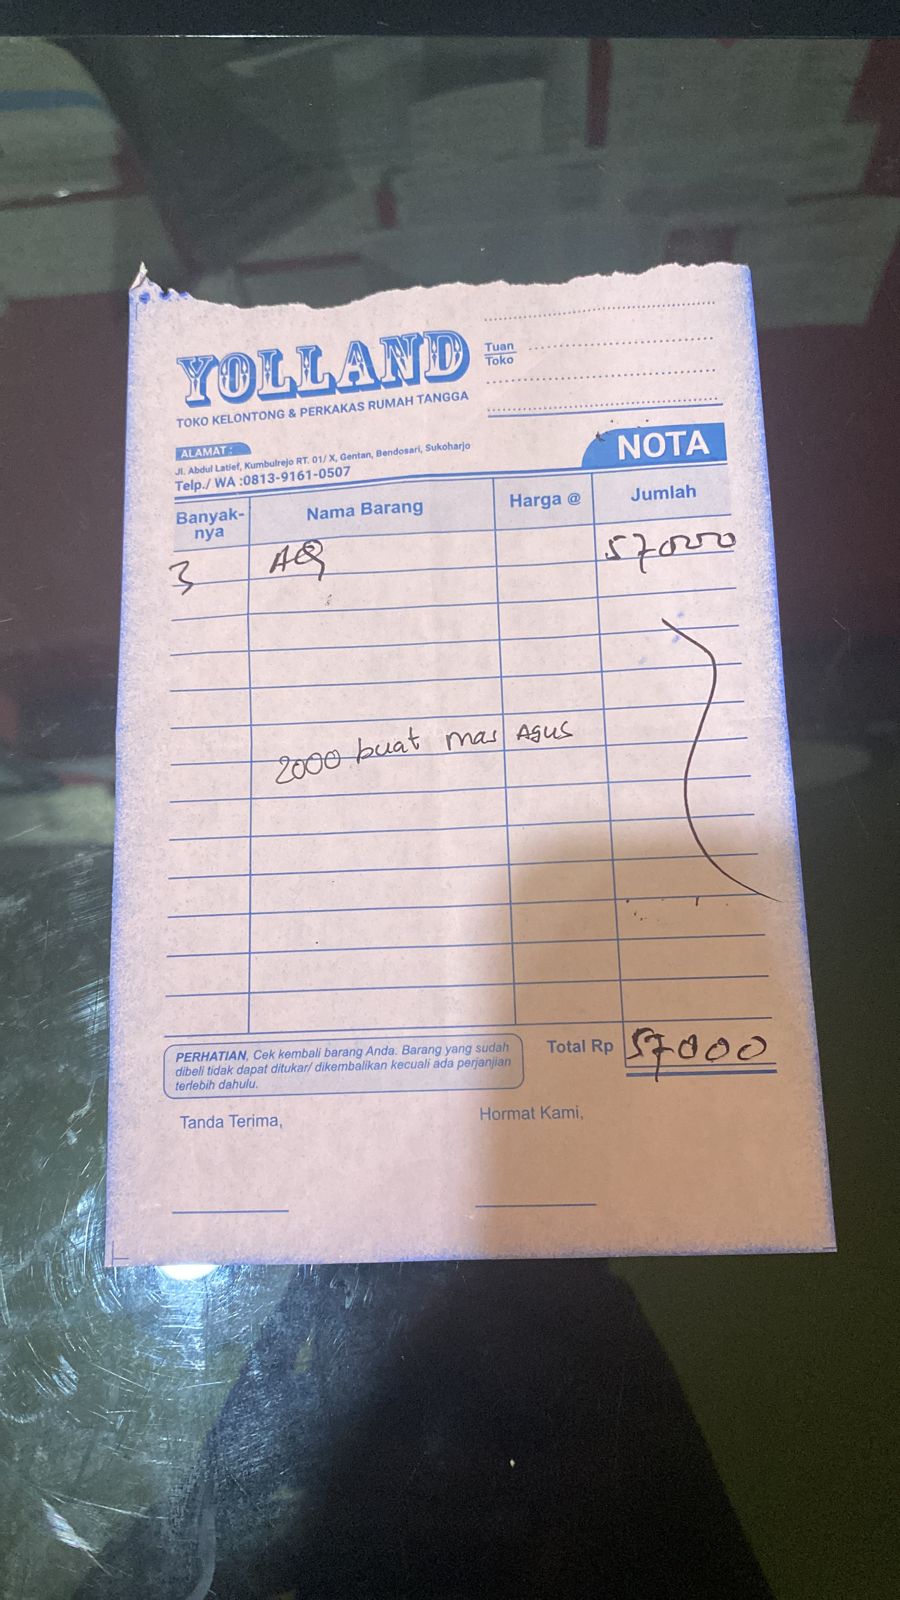 YOLLAND
TOKO KELONTONG & PERKAKAS RUMAH TANGGA
Tuan
Toko
ALAMAT :
Jl. Abdul Latief, Kumbulrejo RT. 01/ X, Gentan, Bendosari, Sukoharjo
Telp./ WA :0813-9161-0507
NOTA
Banyak-nya Nama Barang Harga @ Jumlah
3 AQ 57000
2000 buat mas Agus
Total Rp 57000
PERHATIAN, Cek kembali barang Anda. Barang yang sudah
dibeli tidak dapat ditukar/ dikembalikan kecuali ada perjanjian
terlebih dahulu.
Tanda Terima, Hormat Kami,